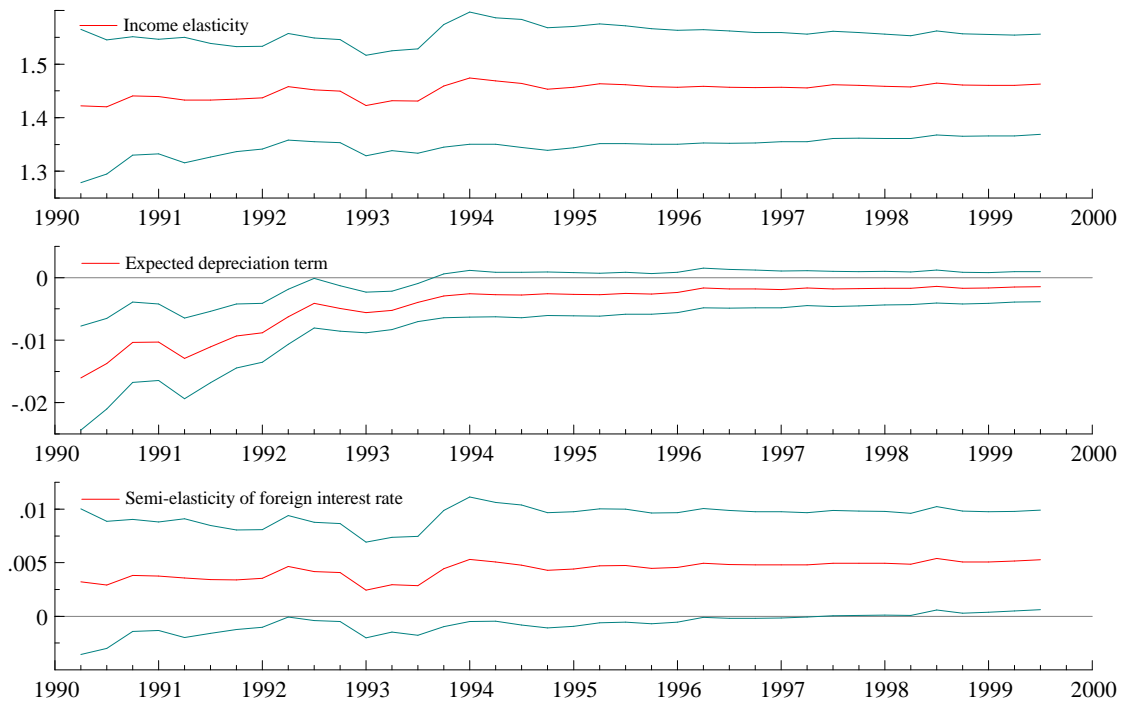 Income elasticity
1.5
1.4
1.3
1990 1991 1992 1993 1994 1995 1996 1997 1998 1999 2000
Expected depreciation term
0
-.01
-.02
1990 1991 1992 1993 1994 1995 1996 1997 1998 1999 2000
Semi-elasticity of foreign interest rate
.01
.005
0
1990 1991 1992 1993 1994 1995 1996 1997 1998 1999 2000